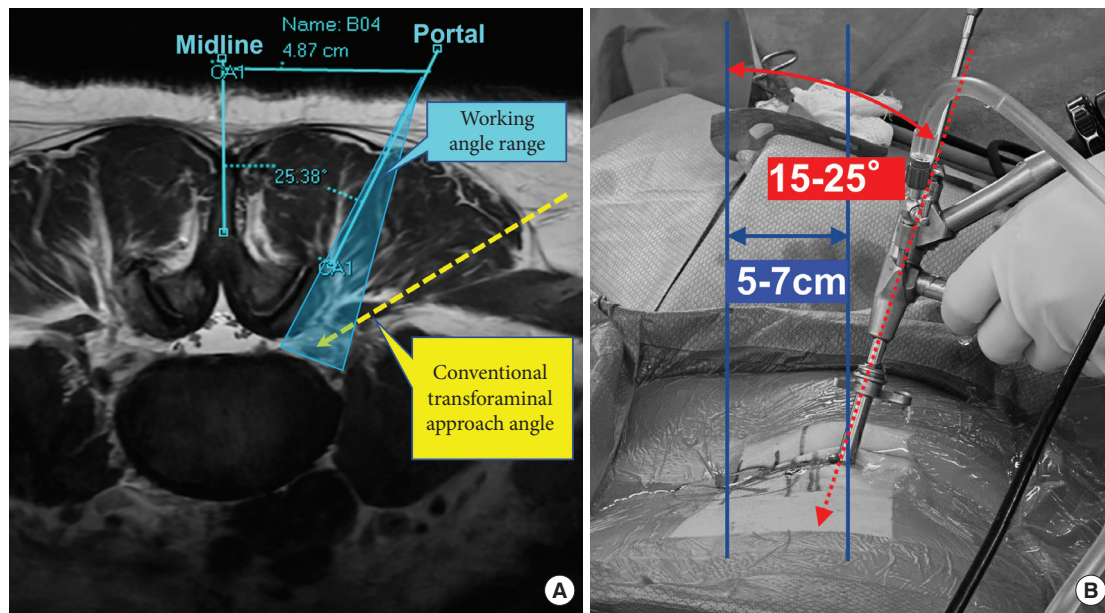 Name: B04
Midline
4.87 cm
Portal
CA1
Working
angle range
25.38°
CA1
Conventional
transforaminal
approach angle
A
15-25°
5-7cm
B